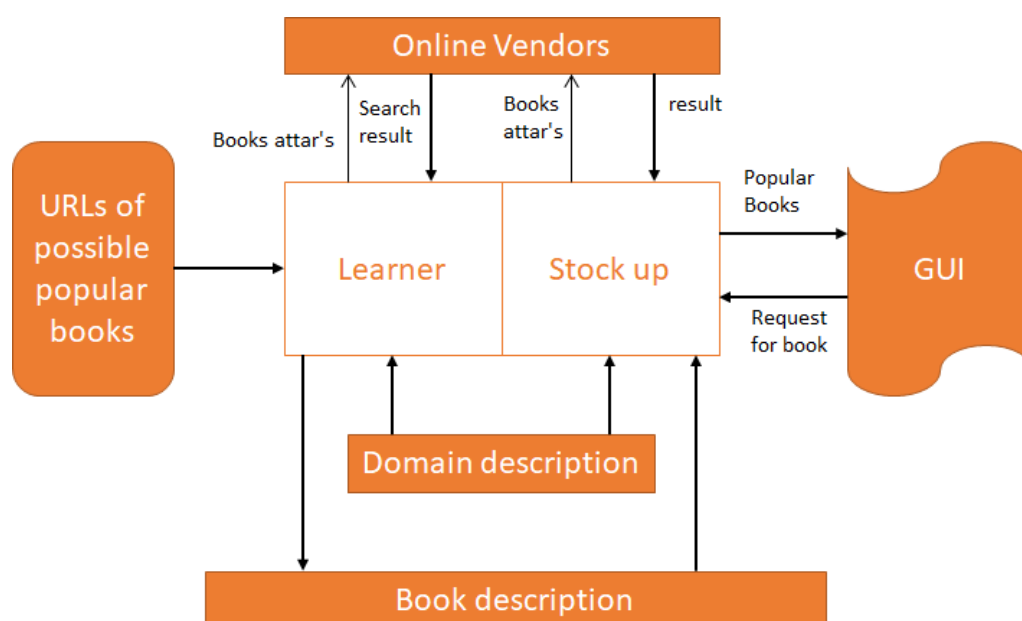 Online Vendors
Books attar's
Search
result
Books
attar's
result
URLs of
possible
popular
books
Learner
Stock up
Popular
Books
GUI
Request
for book
Domain description
Book description